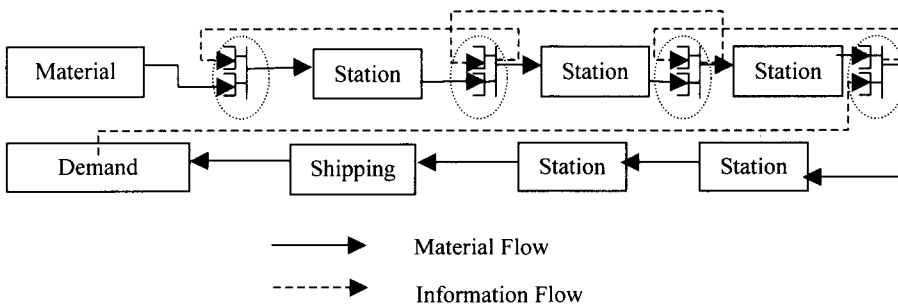 Material
Station
Station
Station
Demand
Shipping
Station
Station
Material Flow
Information Flow